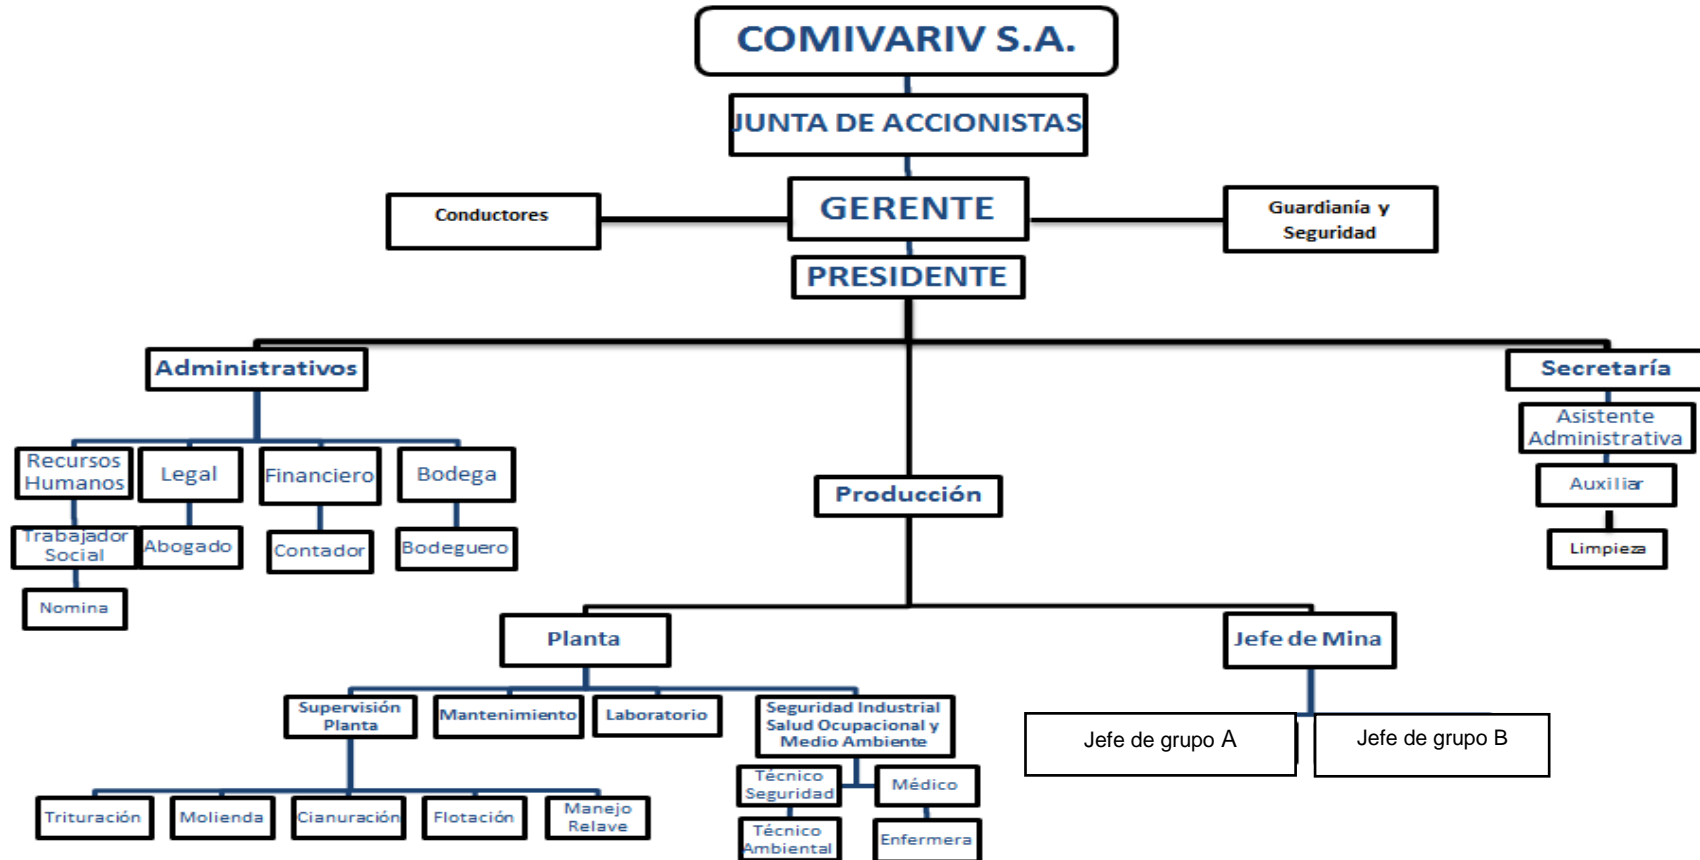 COMIVARIV S.A.
JUNTA DE ACCIONISTAS
Conductores
GERENTE
Guardianía y
Seguridad
PRESIDENTE
Administrativos
Secretaría
Asistente
Administrativa
Recursos
Humanos
Legal
Financiero
Bodega
Producción
Auxiliar
Trabajador
Social
Abogado
Contador
Bodeguero
Limpieza
Nomina
Planta
Jefe de Mina
Supervisión
Planta
Mantenimiento
Laboratorio
Seguridad Industrial
Salud Ocupacional y
Medio Ambiente
Jefe de grupo A
Jefe de grupo B
Técnico
Seguridad
Médico
Trituración
Molienda
Cianuración
Flotación
Manejo
Relave
Técnico
Ambiental
Enfermera